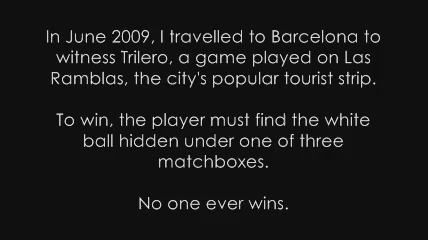 In June 2009, I travelled to Barcelona to
witness Trilero, a game played on Las
Ramblas, the city's popular tourist strip.
To win, the player must find the white
ball hidden under one of three
matchboxes.
No one ever wins.